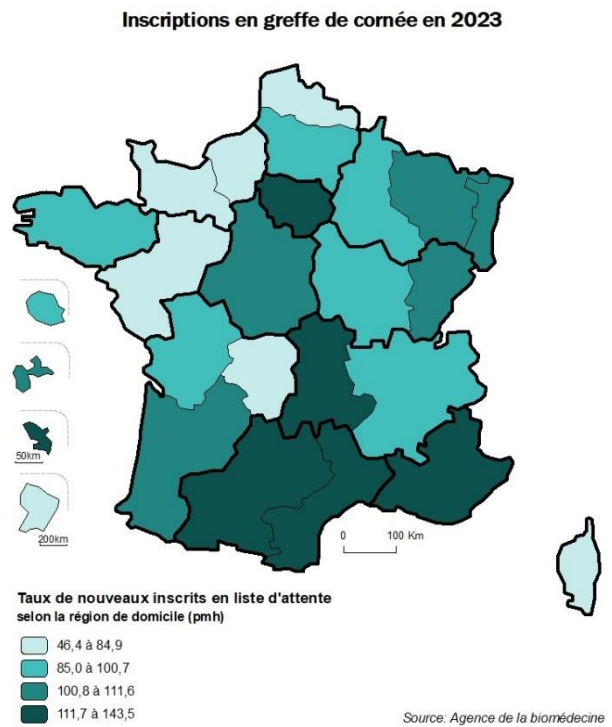 Inscriptions en greffe de cornée en 2023
50km
200km
0 100 Km
Taux de nouveaux inscrits en liste d'attente
selon la région de domicile (pmh)
46,4 à 84,9
85,0 à 100,7
100,8 à 111,6
111,7 à 143,5
Source: Agence de la biomédecine